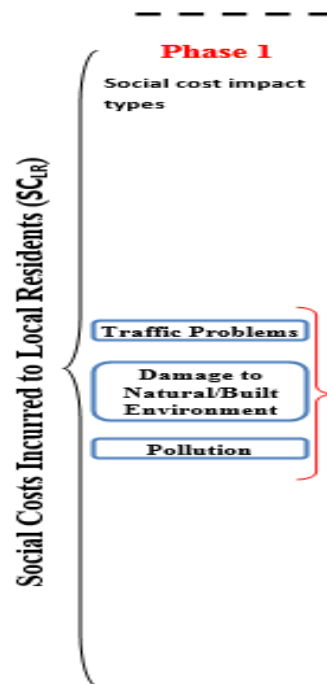 Phase 1
Social cost impact
types
Social Costs Incurred to Local Residents (SCLR)
Traffic Problems
Damage to
Natural/Built
Environment
Pollution